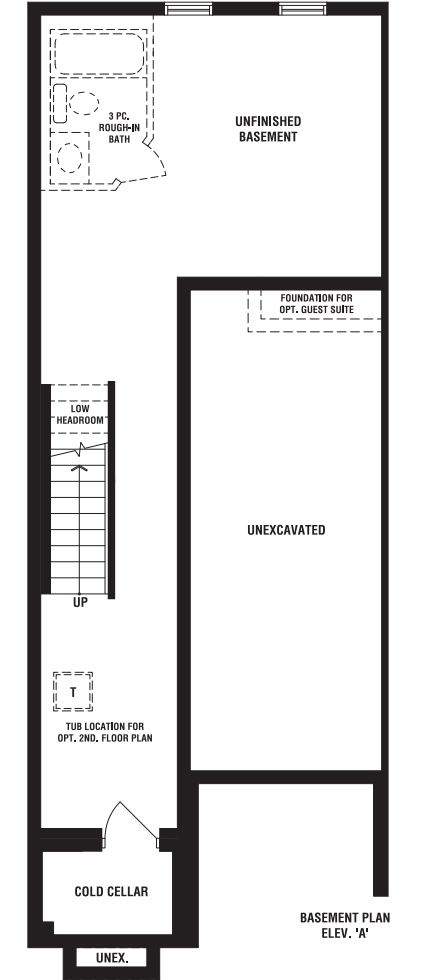 3 PC.
ROUGH-IN
BATH
UNFINISHED
BASEMENT
FOUNDATION FOR
OPT. GUEST SUITE
LOW
HEADROOM
UNEXCAVATED
UP
T
TUB LOCATION FOR
OPT. 2ND. FLOOR PLAN
COLD CELLAR
BASEMENT PLAN
ELEV. 'A'
UNEX.